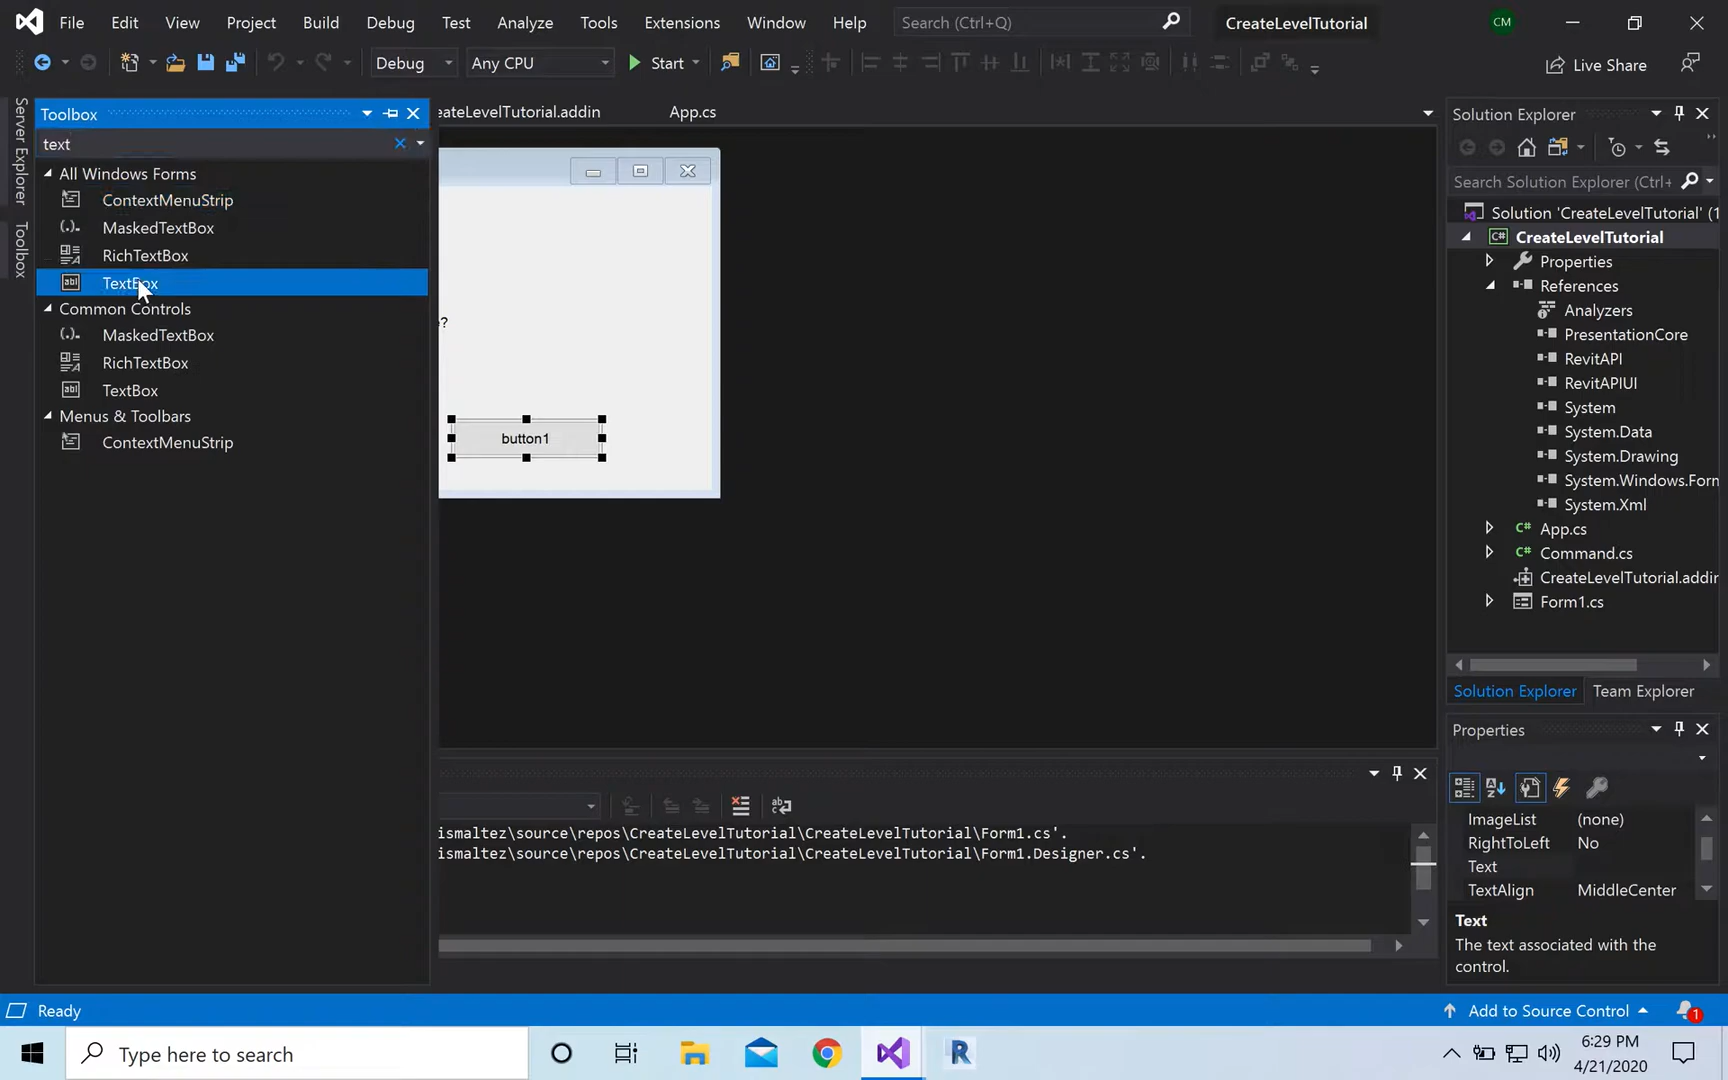 File Edit View Project Build Debug Test Analyze Tools Extensions Window Help Search (Ctrl+Q) CreateLevelTutorial CM
Debug Any CPU Start Live Share
Server Explorer
Toolbox
Toolbox
text
All Windows Forms
ContextMenuStrip
MaskedTextBox
RichTextBox
TextBox
Common Controls
MaskedTextBox
RichTextBox
TextBox
Menus & Toolbars
ContextMenuStrip
eateLevelTutorial.addin App.cs
e?
button1
ismaltez\source\repos\CreateLevelTutorial\CreateLevelTutorial\Form1.cs'.
ismaltez\source\repos\CreateLevelTutorial\CreateLevelTutorial\Form1.Designer.cs'.
Solution Explorer
Search Solution Explorer (Ctrl+
Solution 'CreateLevelTutorial' (1
C# CreateLevelTutorial
Properties
References
Analyzers
PresentationCore
RevitAPI
RevitAPIUI
System
System.Data
System.Drawing
System.Windows.Form
System.Xml
C# App.cs
C# Command.cs
CreateLevelTutorial.addin
Form1.cs
Solution Explorer Team Explorer
Properties
ImageList (none)
RightToLeft No
Text
TextAlign MiddleCenter
Text
The text associated with the
control.
Ready Add to Source Control 1
Type here to search R 6:29 PM
4/21/2020